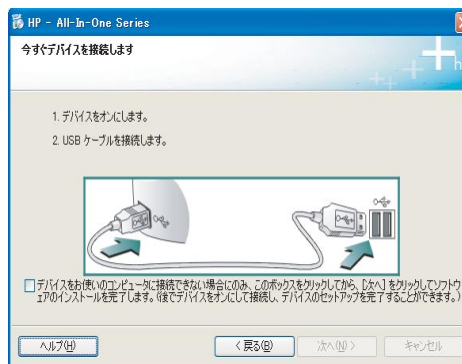 HP - All-In-One Series
今すぐデバイスを接続します
1. デバイスをオンにします。
2. USB ケーブルを接続します。
デバイスをお使いのコンピュータに接続できない場合にのみ、このボックスをクリックしてから、[次へ] をクリックしてソフトウ
ェアのインストールを完了します。(後でデバイスをオンにして接続し、デバイスのセットアップを完了することができます。)
ヘルプ(H)
< 戻る(B)
次へ(N) >
キャンセル